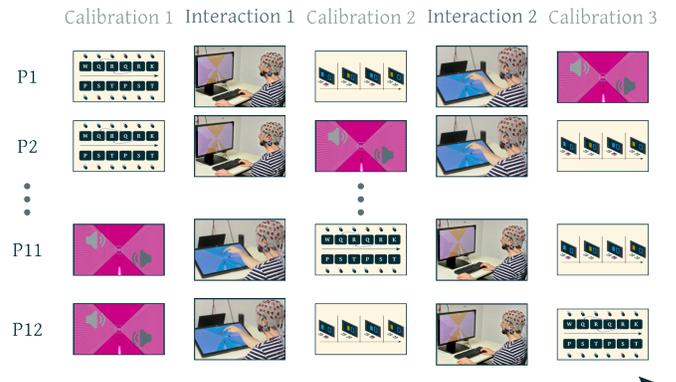 Calibration 1 Interaction 1 Calibration 2 Interaction 2 Calibration 3
P1
W Q R Q R K
P S T P S T
P2
W Q R Q R K
P S T P S T
P11
W Q R Q R K
P S T P S T
P12
W Q R Q R K
P S T P S T